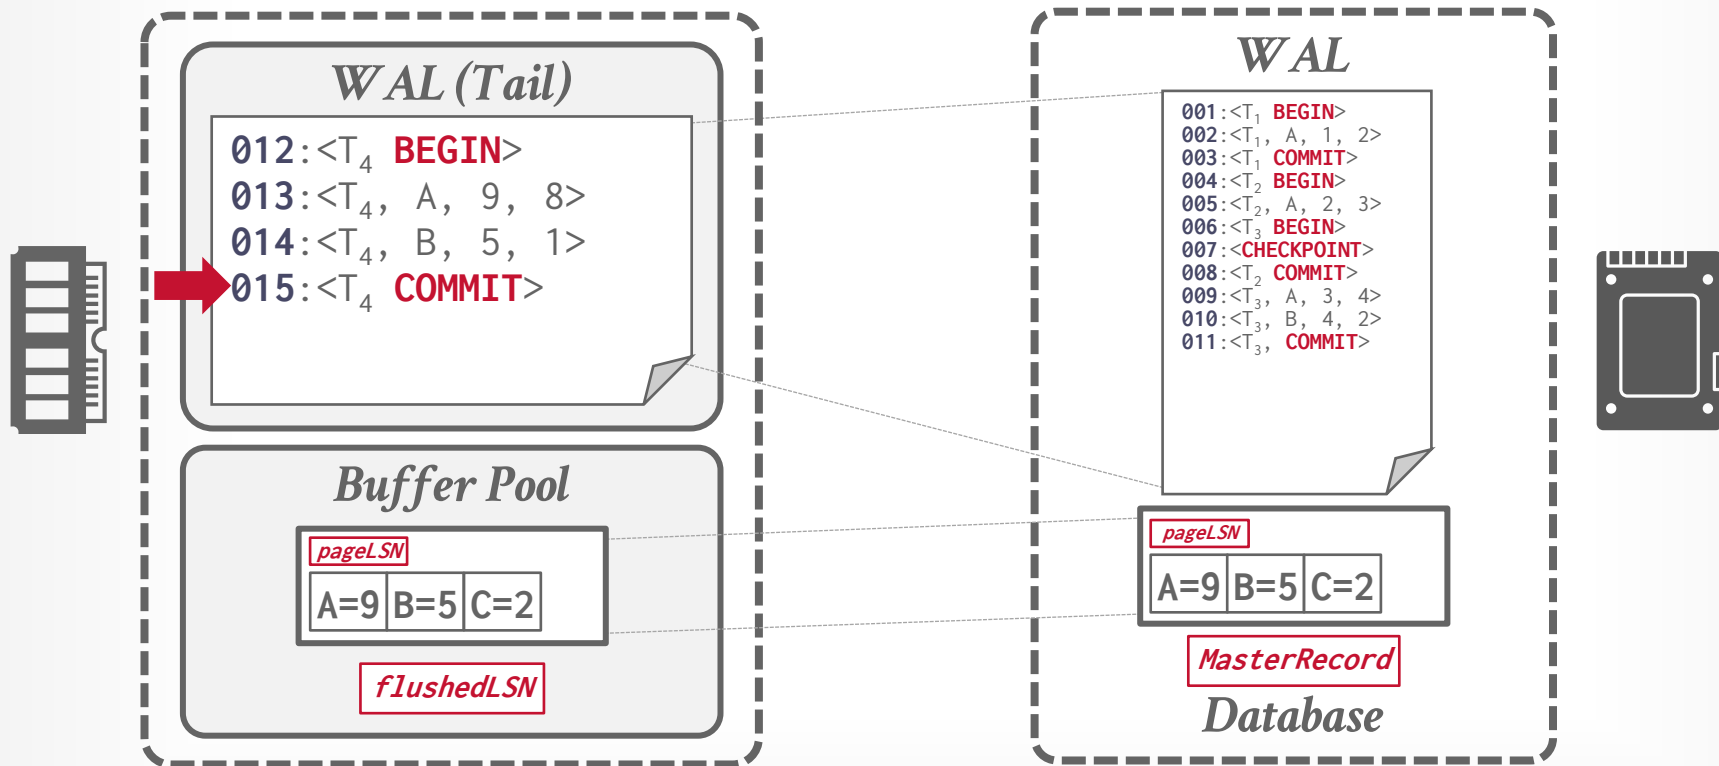 WAL (Tail)
012:<T4 BEGIN>
013:<T4, A, 9, 8>
014:<T4, B, 5, 1>
015:<T4 COMMIT>
Buffer Pool
pageLSN
A=9 B=5 C=2
flushedLSN
WAL
001:<T1 BEGIN>
002:<T1, A, 1, 2>
003:<T1 COMMIT>
004:<T2 BEGIN>
005:<T2, A, 2, 3>
006:<T3 BEGIN>
007:<CHECKPOINT>
008:<T2 COMMIT>
009:<T3, A, 3, 4>
010:<T3, B, 4, 2>
011:<T3, COMMIT>
pageLSN
A=9 B=5 C=2
MasterRecord
Database